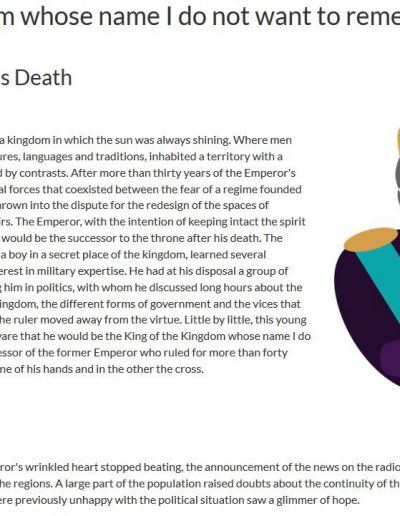 m whose name I do not want to reme
s Death
a kingdom in which the sun was always shining. Where men
ures, languages and traditions, inhabited a territory with a
d by contrasts. After more than thirty years of the Emperor's
al forces that coexisted between the fear of a regime founded
hrown into the dispute for the redesign of the spaces of
irs. The Emperor, with the intention of keeping intact the spirit
would be the successor to the throne after his death. The
a boy in a secret place of the kingdom, learned several
erest in military expertise. He had at his disposal a group of
g him in politics, with whom he discussed long hours about the
ingdom, the different forms of government and the vices that
he ruler moved away from the virtue. Little by little, this young
vare that he would be the King of the Kingdom whose name I do
essor of the former Emperor who ruled for more than forty
ne of his hands and in the other the cross.
ror's wrinkled heart stopped beating, the announcement of the news on the radio
he regions. A large part of the population raised doubts about the continuity of th
ere previously unhappy with the political situation saw a glimmer of hope.